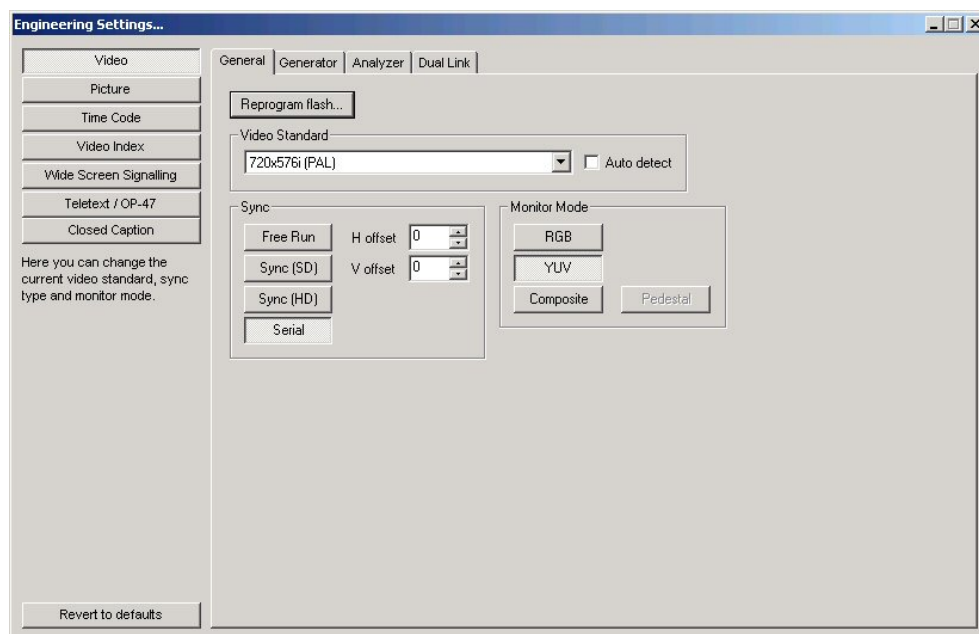 Engineering Settings...
Video
Picture
Time Code
Video Index
Wide Screen Signalling
Teletext / OP-47
Closed Caption
Here you can change the
current video standard, sync
type and monitor mode.
Revert to defaults
General Generator Analyzer Dual Link
Reprogram flash...
Video Standard
720x576i (PAL) Auto detect
Sync
Free Run H offset 0
Sync (SD) V offset 0
Sync (HD)
Serial
Monitor Mode
RGB
YUV
Composite Pedestal